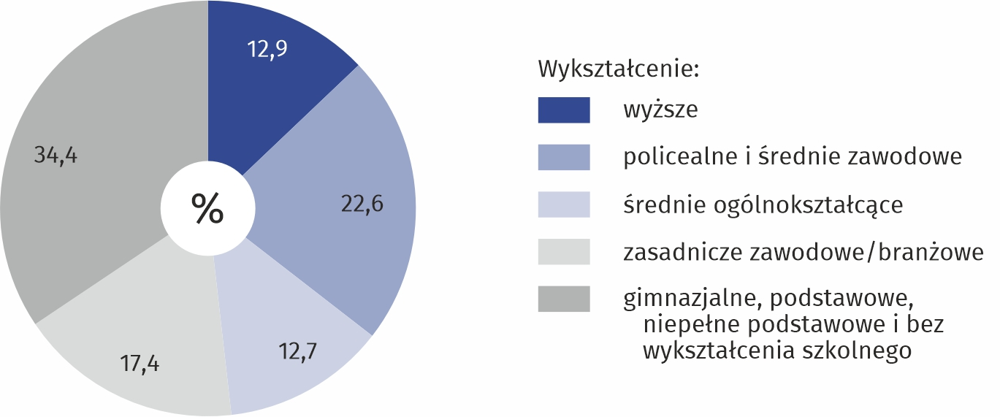 12,9
34,4
%
22,6
12,7
17,4
Wykształcenie:
wyższe
policealne i średnie zawodowe
średnie ogólnokształcące
zasadnicze zawodowe/branżowe
gimnazjalne, podstawowe,
niepełne podstawowe i bez
wykształcenia szkolnego